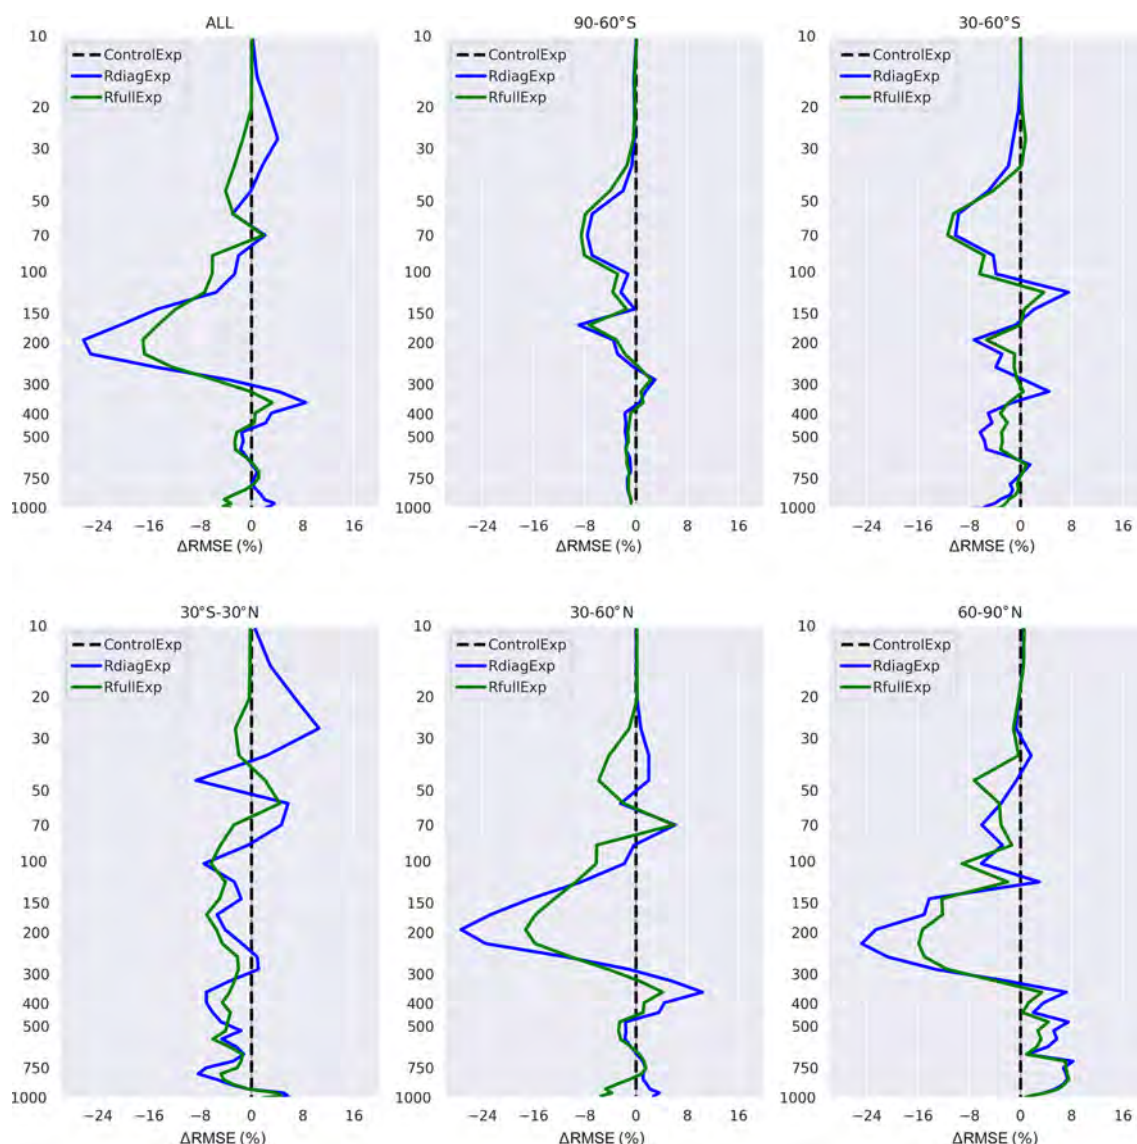 ALL
10
20
30
50
70
100
150
200
300
400
500
750
1000
ControlExp
RdiagExp
RfullExp
−24 −16 −8 0 8 16
ΔRMSE (%)
90-60°S
10
20
30
50
70
100
150
200
300
400
500
750
1000
ControlExp
RdiagExp
RfullExp
−24 −16 −8 0 8 16
ΔRMSE (%)
30-60°S
10
20
30
50
70
100
150
200
300
400
500
750
1000
ControlExp
RdiagExp
RfullExp
−24 −16 −8 0 8 16
ΔRMSE (%)
30°S-30°N
10
20
30
50
70
100
150
200
300
400
500
750
1000
ControlExp
RdiagExp
RfullExp
−24 −16 −8 0 8 16
ΔRMSE (%)
30-60°N
10
20
30
50
70
100
150
200
300
400
500
750
1000
ControlExp
RdiagExp
RfullExp
−24 −16 −8 0 8 16
ΔRMSE (%)
60-90°N
10
20
30
50
70
100
150
200
300
400
500
750
1000
ControlExp
RdiagExp
RfullExp
−24 −16 −8 0 8 16
ΔRMSE (%)